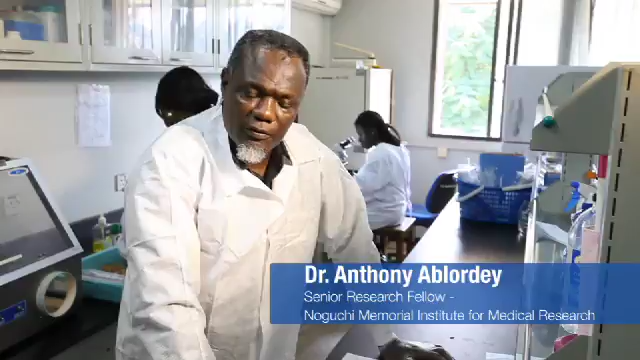 Dr. Anthony Ablordey
Senior Research Fellow -
Noguchi Memorial Institute for Medical Research